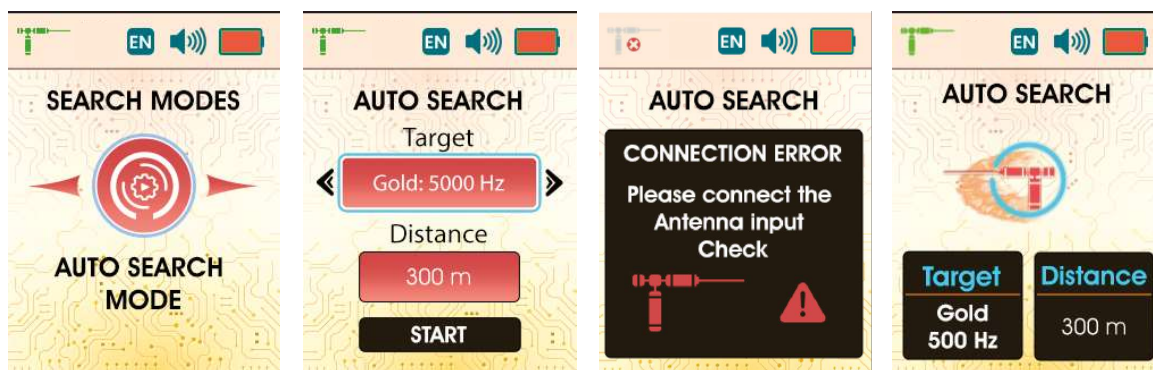 EN
SEARCH MODES
AUTO SEARCH
MODE
EN
AUTO SEARCH
Target
Gold: 5000 Hz
Distance
300 m
START
EN
AUTO SEARCH
CONNECTION ERROR
Please connect the
Antenna input
Check
EN
AUTO SEARCH
Target
Gold
500 Hz
Distance
300 m